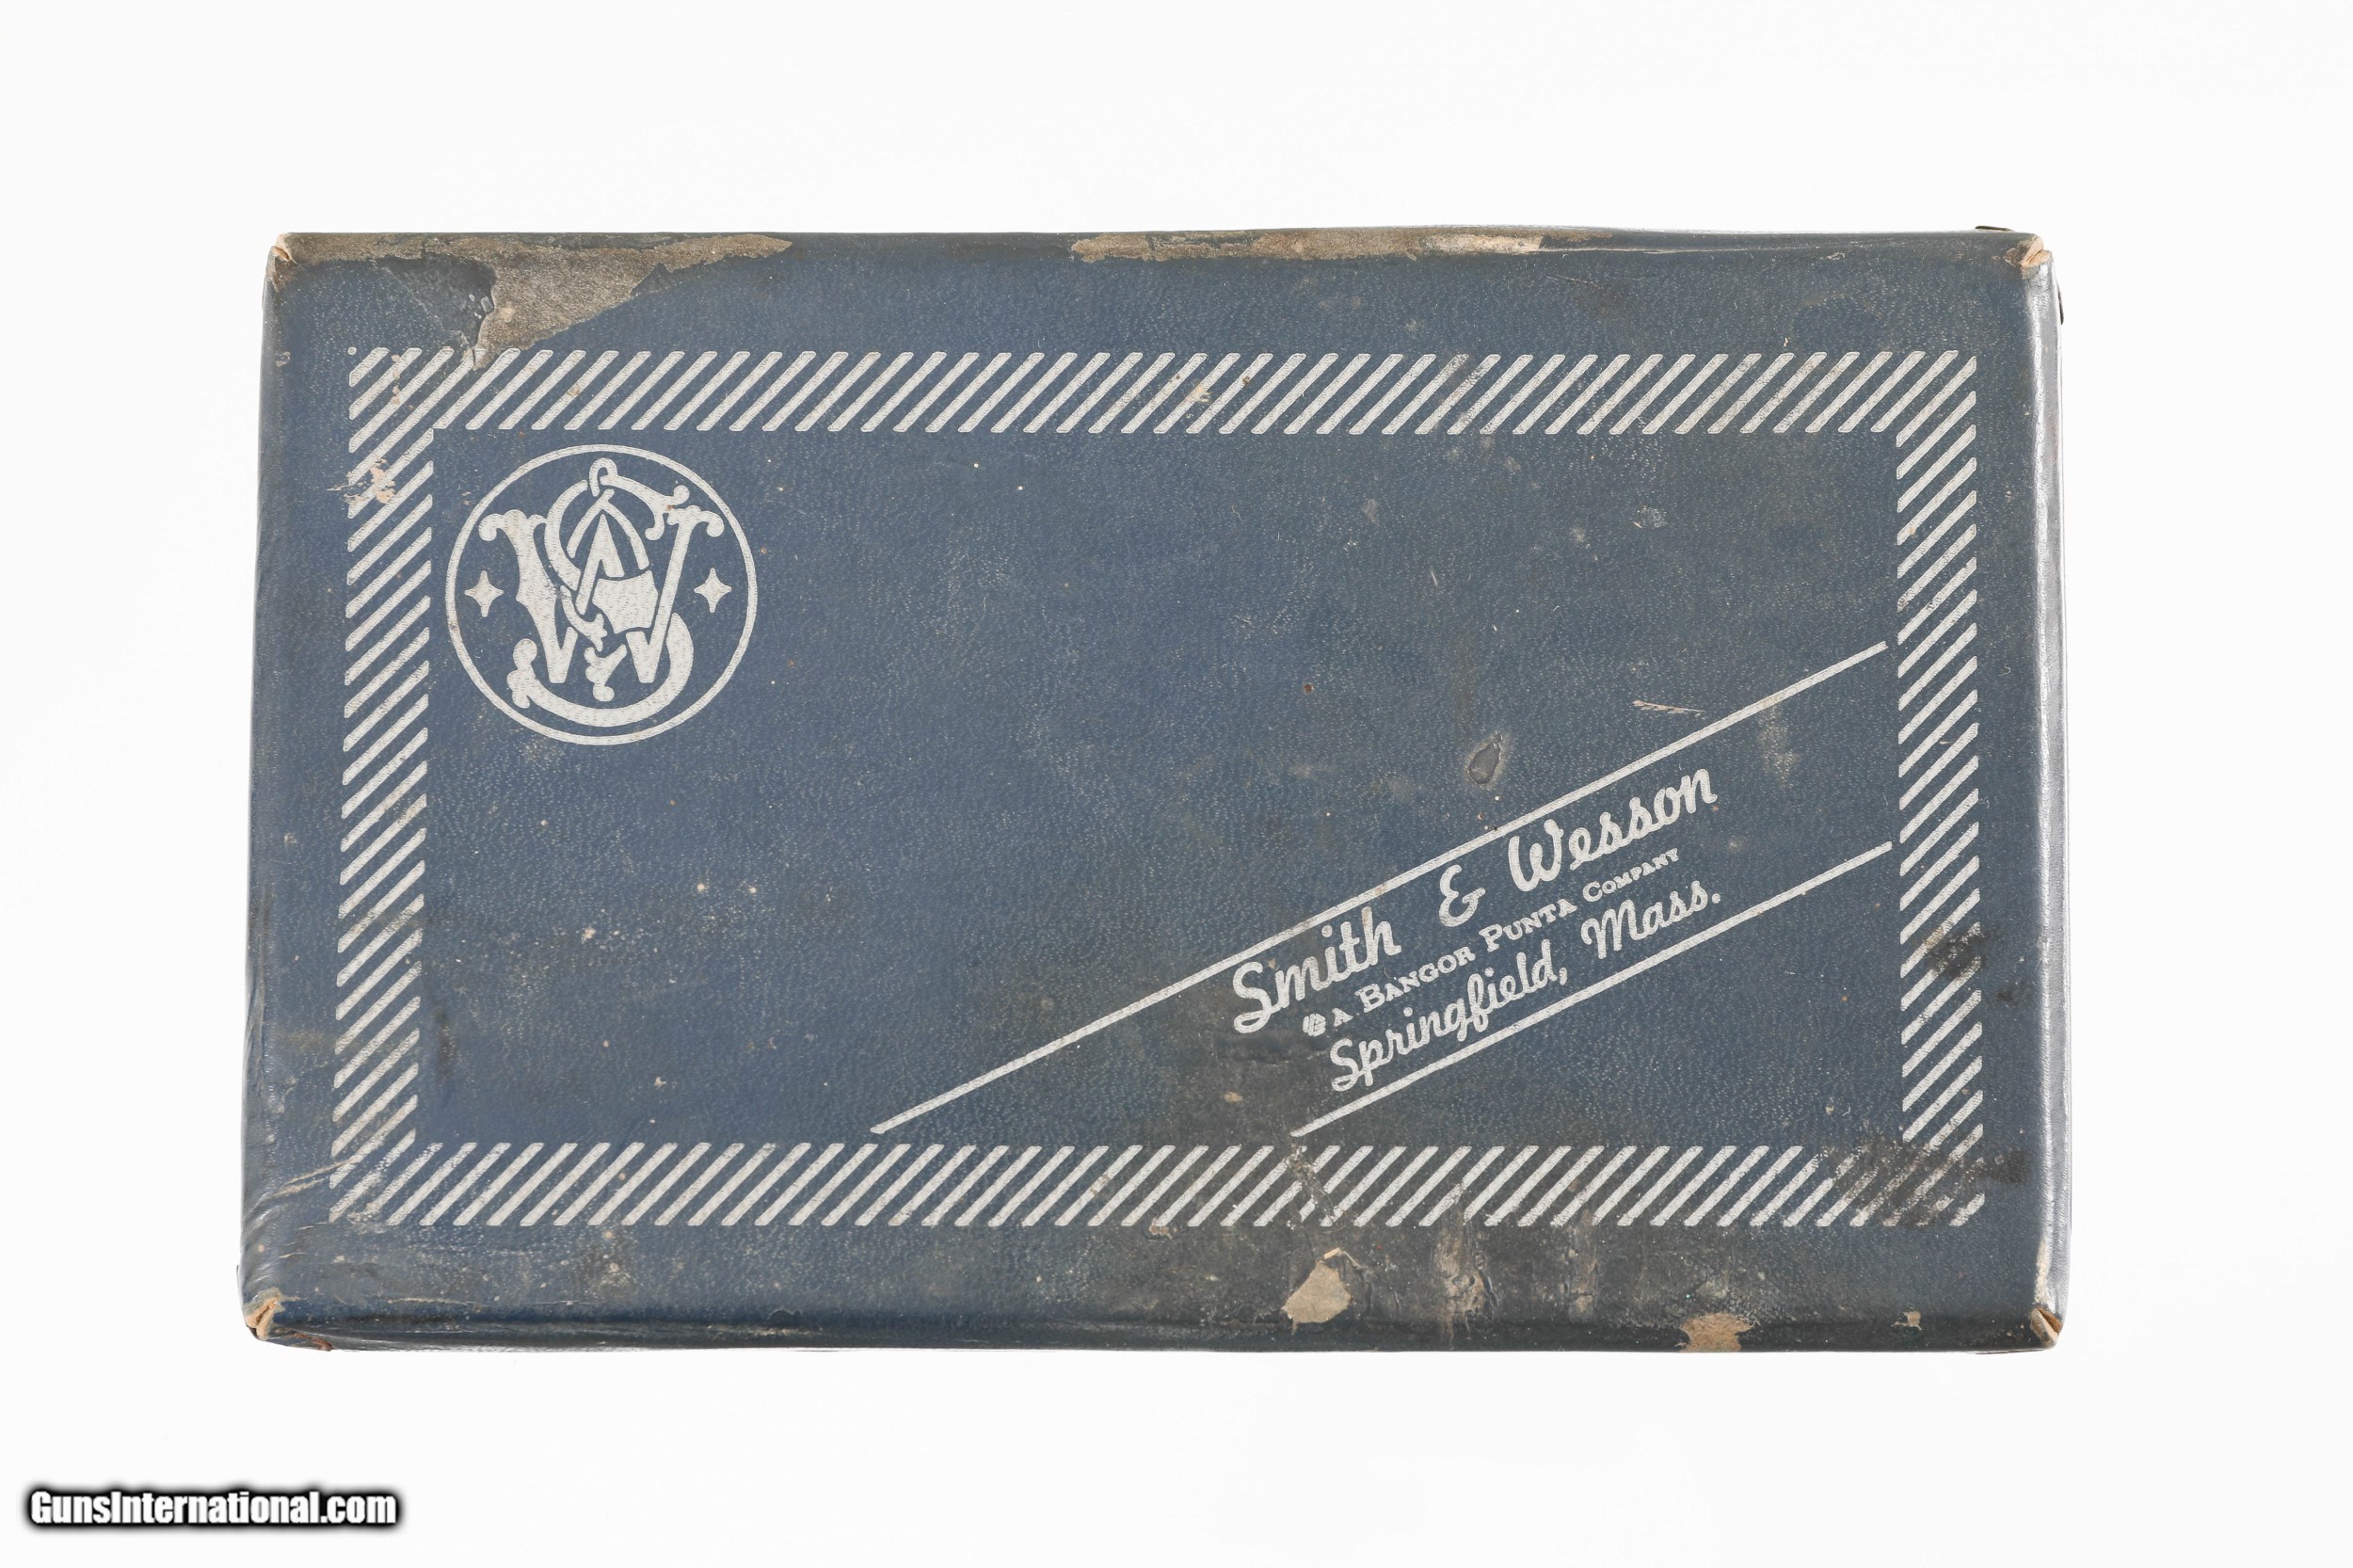 Smith & Wesson
A BANGOR PUNTA COMPANY
Springfield, Mass.
GunsInternational.com